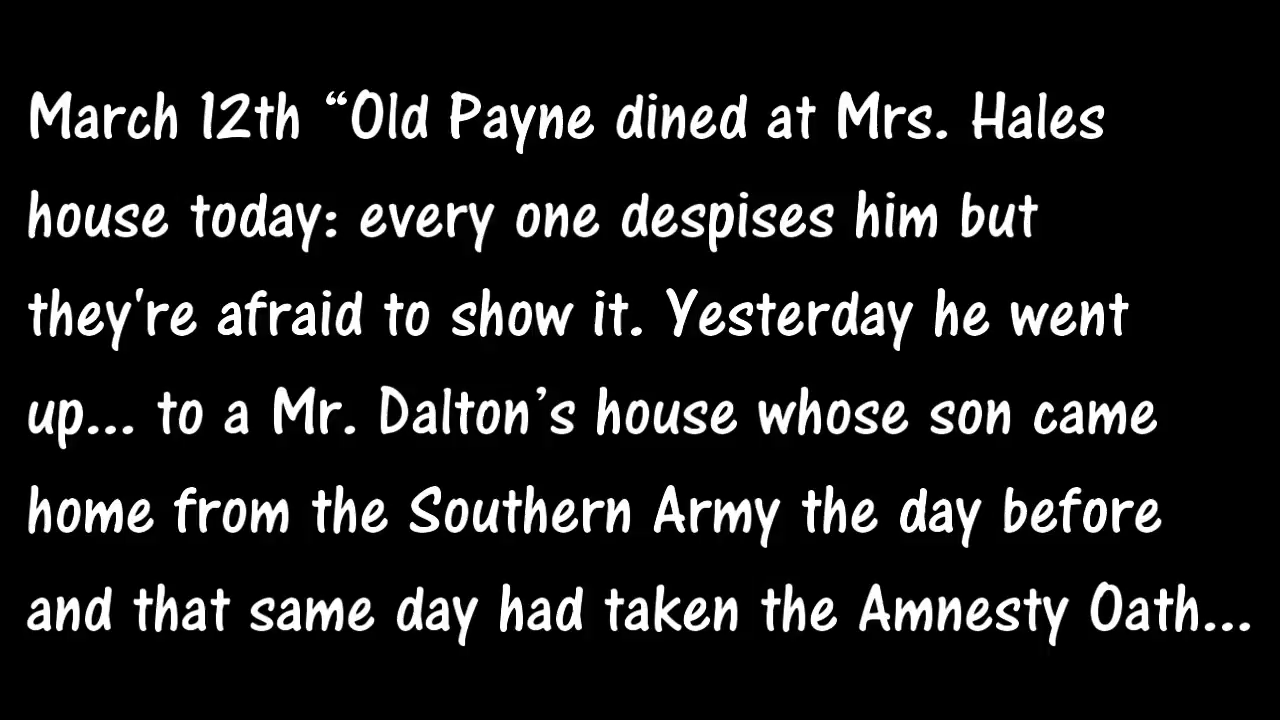 March 12th “Old Payne dined at Mrs. Hales
house today: every one despises him but
they're afraid to show it. Yesterday he went
up... to a Mr. Dalton’s house whose son came
home from the Southern Army the day before
and that same day had taken the Amnesty Oath...